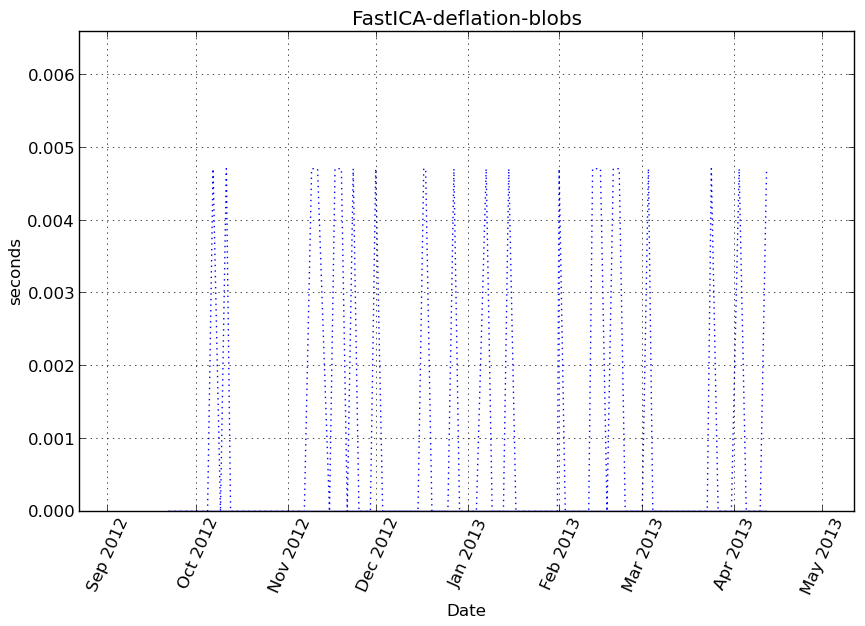 FastICA-deflation-blobs
0.006
0.005
0.004
0.003
0.002
0.001
0.000
seconds
Sep 2012
Oct 2012
Nov 2012
Dec 2012
Jan 2013
Feb 2013
Mar 2013
Apr 2013
May 2013
Date